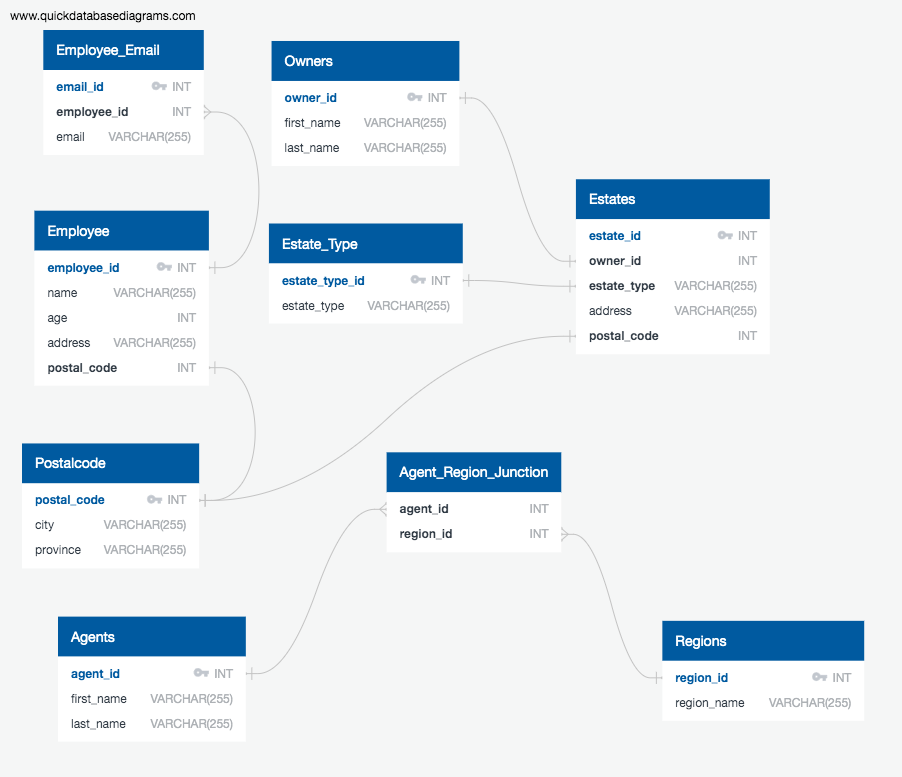 www.quickdatabasediagrams.com
Employee_Email
email_id INT
employee_id INT
email VARCHAR(255)
Owners
owner_id INT
first_name VARCHAR(255)
last_name VARCHAR(255)
Estates
estate_id INT
owner_id INT
estate_type VARCHAR(255)
address VARCHAR(255)
postal_code INT
Employee
employee_id INT
name VARCHAR(255)
age INT
address VARCHAR(255)
postal_code INT
Estate_Type
estate_type_id INT
estate_type VARCHAR(255)
Postalcode
postal_code INT
city VARCHAR(255)
province VARCHAR(255)
Agent_Region_Junction
agent_id INT
region_id INT
Agents
agent_id INT
first_name VARCHAR(255)
last_name VARCHAR(255)
Regions
region_id INT
region_name VARCHAR(255)